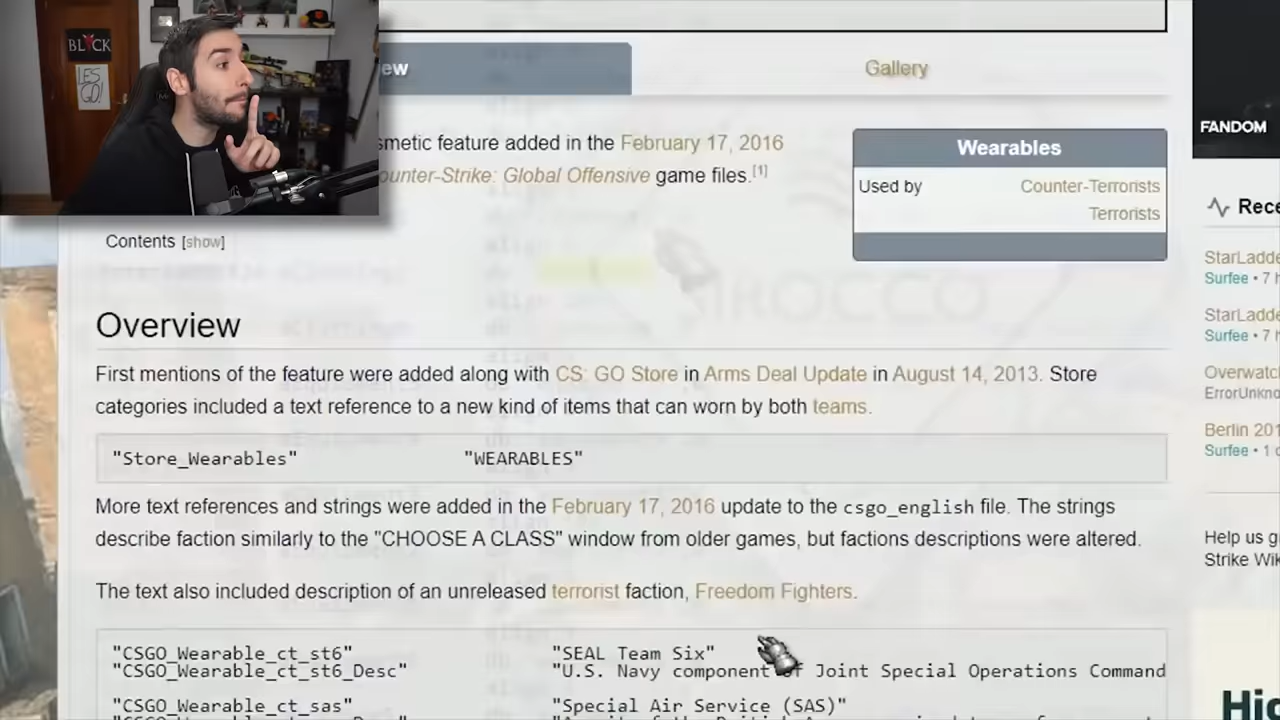 BLACK
LES
GO!
ew
Gallery
smetic feature added in the February 17, 2016
ounter-Strike: Global Offensive game files.[1]
Wearables
Used by Counter-Terrorists
Terrorists
FANDOM
Contents [show]
Rece
StarLadde
Surfee • 7 h
StarLadde
Surfee • 7 h
Overwatch
ErrorUnkno
Berlin 201
Surfee • 1 d
Overview
First mentions of the feature were added along with CS: GO Store in Arms Deal Update in August 14, 2013. Store
categories included a text reference to a new kind of items that can worn by both teams.
"Store_Wearables" "WEARABLES"
More text references and strings were added in the February 17, 2016 update to the csgo_english file. The strings
describe faction similarly to the "CHOOSE A CLASS" window from older games, but factions descriptions were altered.
The text also included description of an unreleased terrorist faction, Freedom Fighters.
"CSGO_Wearable_ct_st6" "SEAL Team Six"
"CSGO_Wearable_ct_st6_Desc" "U.S. Navy component of Joint Special Operations Command
"CSGO_Wearable_ct_sas" "Special Air Service (SAS)"
Help us g
Strike Wik
Hig
SIROCCO